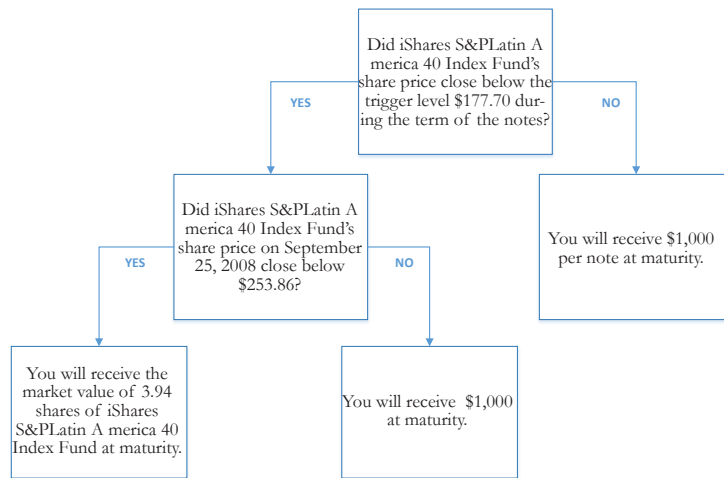 Did iShares S&PLatin A
merica 40 Index Fund's
share price close below the
trigger level $177.70 dur-
ing the term of the notes?
YES
NO
Did iShares S&PLatin A
merica 40 Index Fund's
share price on September
25, 2008 close below
$253.86?
You will receive $1,000
per note at maturity.
YES
NO
You will receive the
market value of 3.94
shares of iShares
S&PLatin A merica 40
Index Fund at maturity.
You will receive $1,000
at maturity.